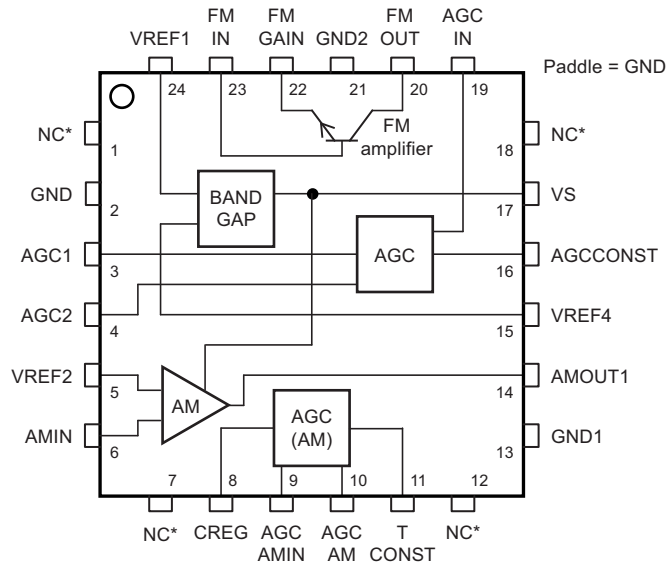 FM FM FM AGC
VREF1 IN GAIN GND2 OUT IN
Paddle = GND
24 23 22 21 20 19
NC* 1
FM
amplifier
18 NC*
GND 2
BAND
GAP
17 VS
AGC1 3
AGC
16 AGCCONST
AGC2 4
15 VREF4
VREF2 5
AM
14 AMOUT1
AMIN 6
AGC
(AM)
13 GND1
7 8 9 10 11 12
NC* CREG AGC AGC T NC*
AMIN AM CONST